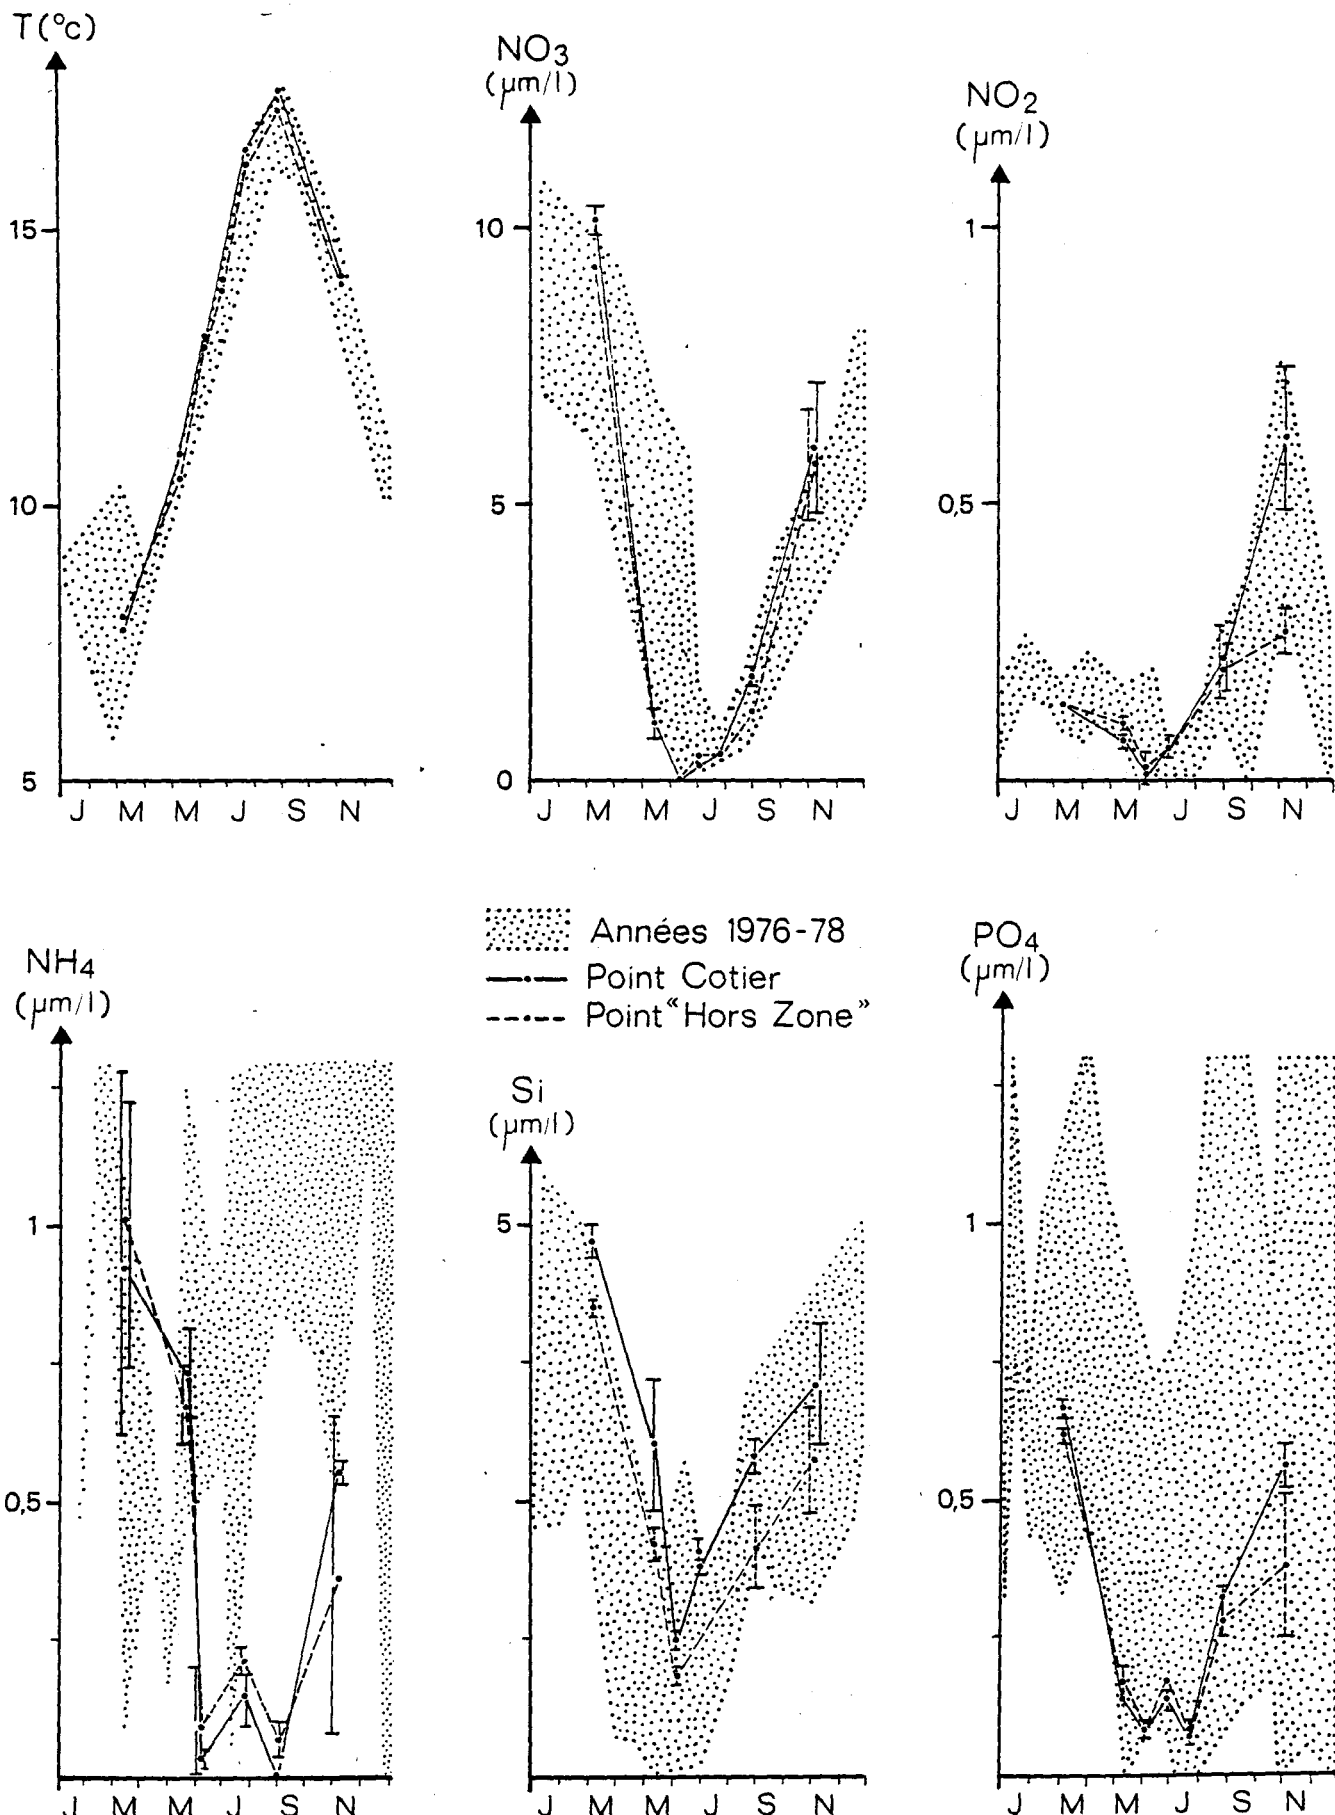 T(°c)
15
10
5
J M M J S N
NO3
(µm/l)
10
5
0
J M M J S N
NO2
(µm/l)
1
0,5
J M M J S N
Années 1976-78
Point Cotier
Point "Hors Zone"
NH4
(µm/l)
1
0,5
J M M J S N
Si
(µm/l)
5
J M M J S N
PO4
(µm/l)
1
0,5
J M M J S N